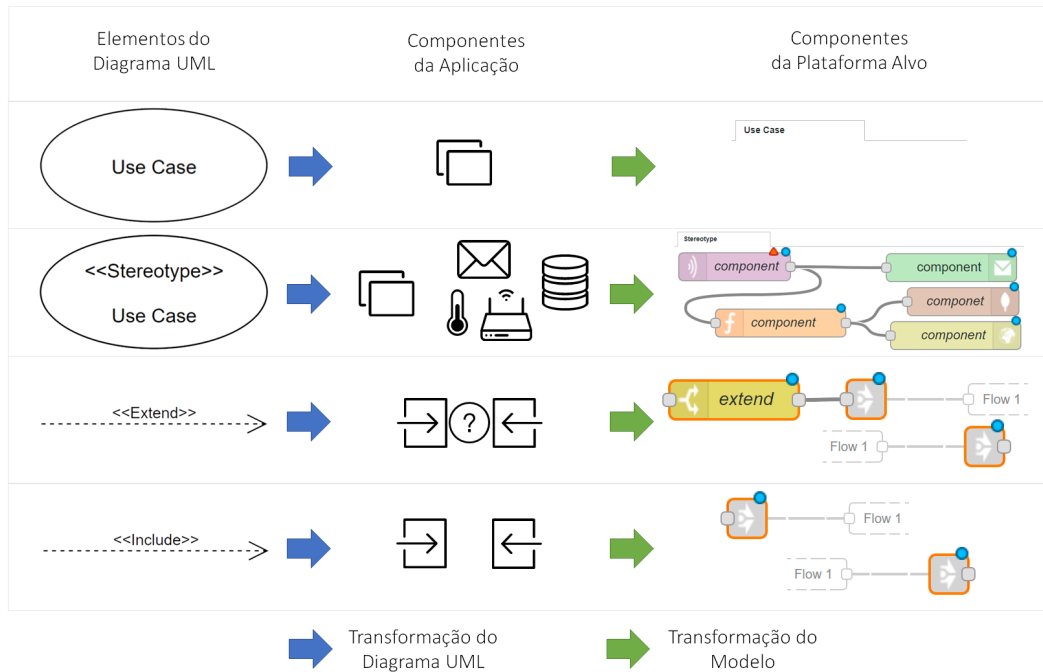 Elementos do
Diagrama UML
Componentes
da Aplicação
Componentes
da Plataforma Alvo
Use Case
Use Case
<<Stereotype>>
Use Case
Stereotype
component
component
componet
component
component
<<Extend>>
?
extend
Flow 1
Flow 1
<<Include>>
Flow 1
Flow 1
Transformação do
Diagrama UML
Transformação do
Modelo